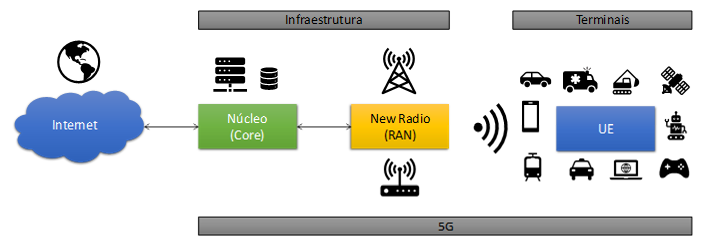 Infraestrutura
Terminais
Internet
Núcleo
(Core)
New Radio
(RAN)
UE
5G